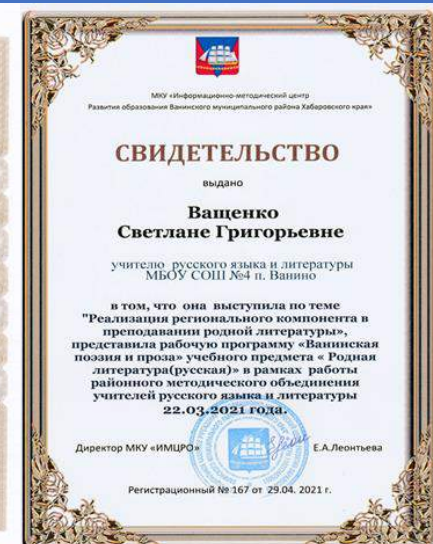 МКУ «Информационно-методический центр
Развития образования Ванинского муниципального района Хабаровского края»
СВИДЕТЕЛЬСТВО
выдано
Ващенко
Светлане Григорьевне
учителю русского языка и литературы
МБОУ СОШ №4 п. Ванино
в том, что она выступила по теме
"Реализация регионального компонента в
преподавании родной литературы»,
представила рабочую программу «Ванинская
поэзия и проза» учебного предмета « Родная
литература(русская)» в рамках работы
районного методического объединения
учителей русского языка и литературы
22.03.2021 года.
Директор МКУ «ИМЦРО» Е.А.Леонтьева
Регистрационный № 167 от 29.04. 2021 г.